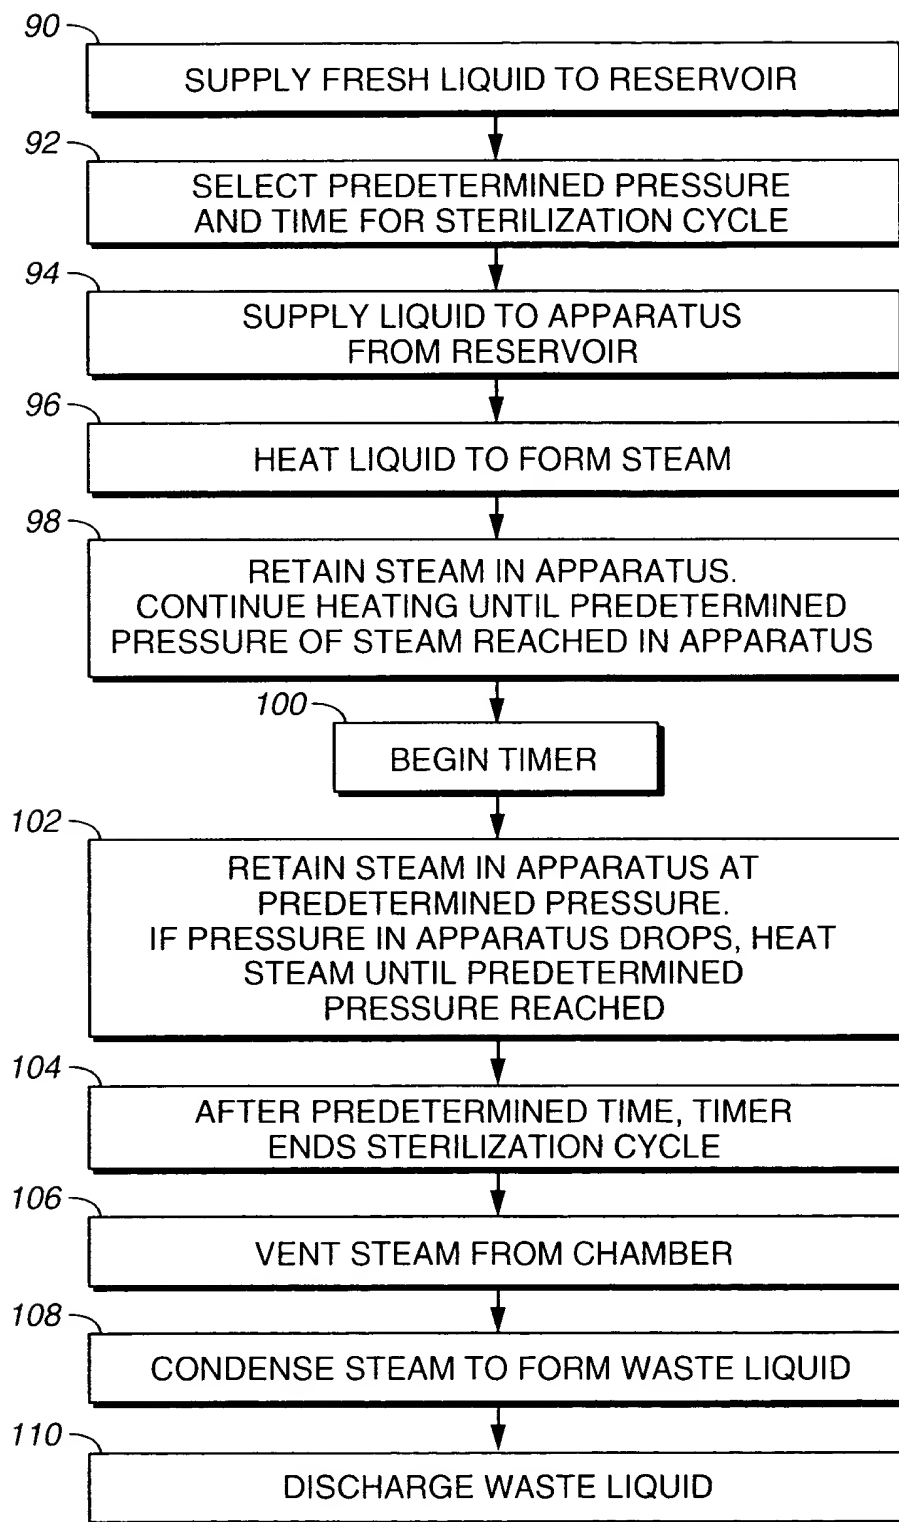 90
SUPPLY FRESH LIQUID TO RESERVOIR
92
SELECT PREDETERMINED PRESSURE
AND TIME FOR STERILIZATION CYCLE
94
SUPPLY LIQUID TO APPARATUS
FROM RESERVOIR
96
HEAT LIQUID TO FORM STEAM
98
RETAIN STEAM IN APPARATUS.
CONTINUE HEATING UNTIL PREDETERMINED
PRESSURE OF STEAM REACHED IN APPARATUS
100
BEGIN TIMER
102
RETAIN STEAM IN APPARATUS AT
PREDETERMINED PRESSURE.
IF PRESSURE IN APPARATUS DROPS, HEAT
STEAM UNTIL PREDETERMINED
PRESSURE REACHED
104
AFTER PREDETERMINED TIME, TIMER
ENDS STERILIZATION CYCLE
106
VENT STEAM FROM CHAMBER
108
CONDENSE STEAM TO FORM WASTE LIQUID
110
DISCHARGE WASTE LIQUID